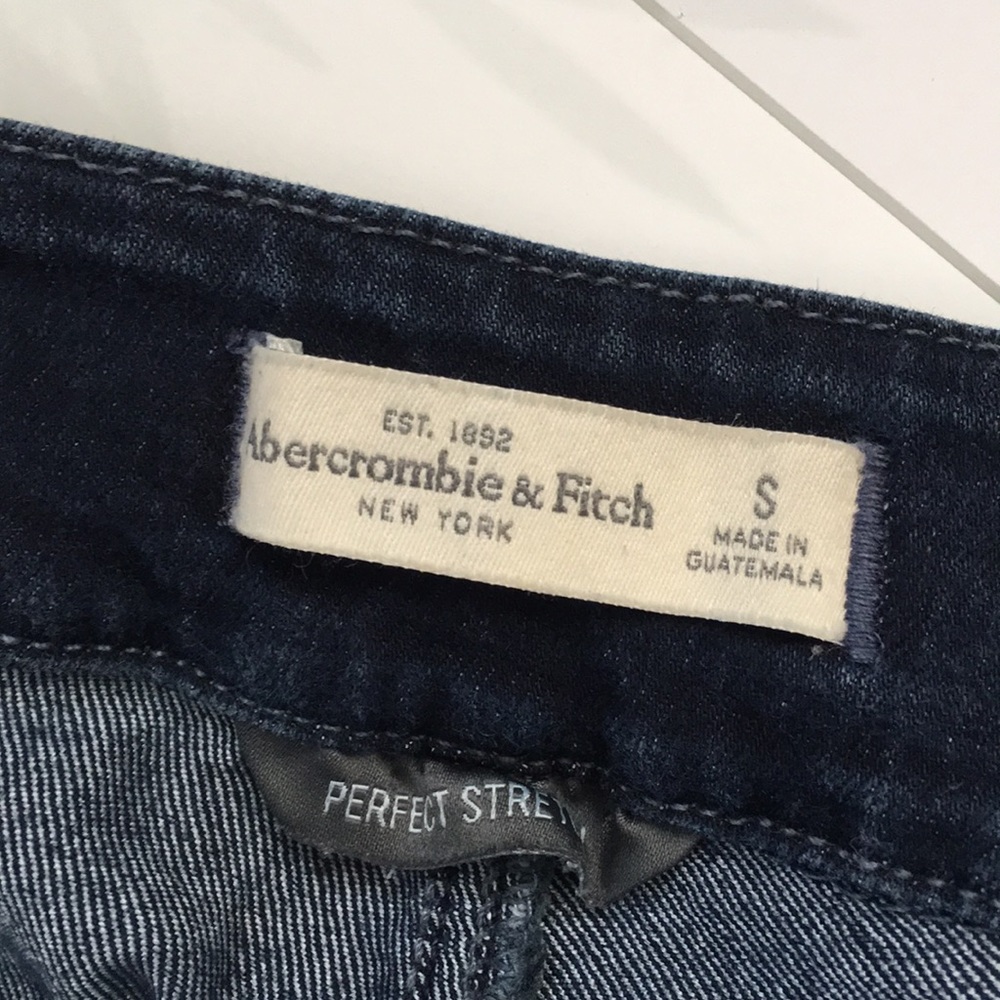 EST. 1892
Abercrombie & Fitch
NEW YORK
S
MADE IN
GUATEMALA
PERFECT